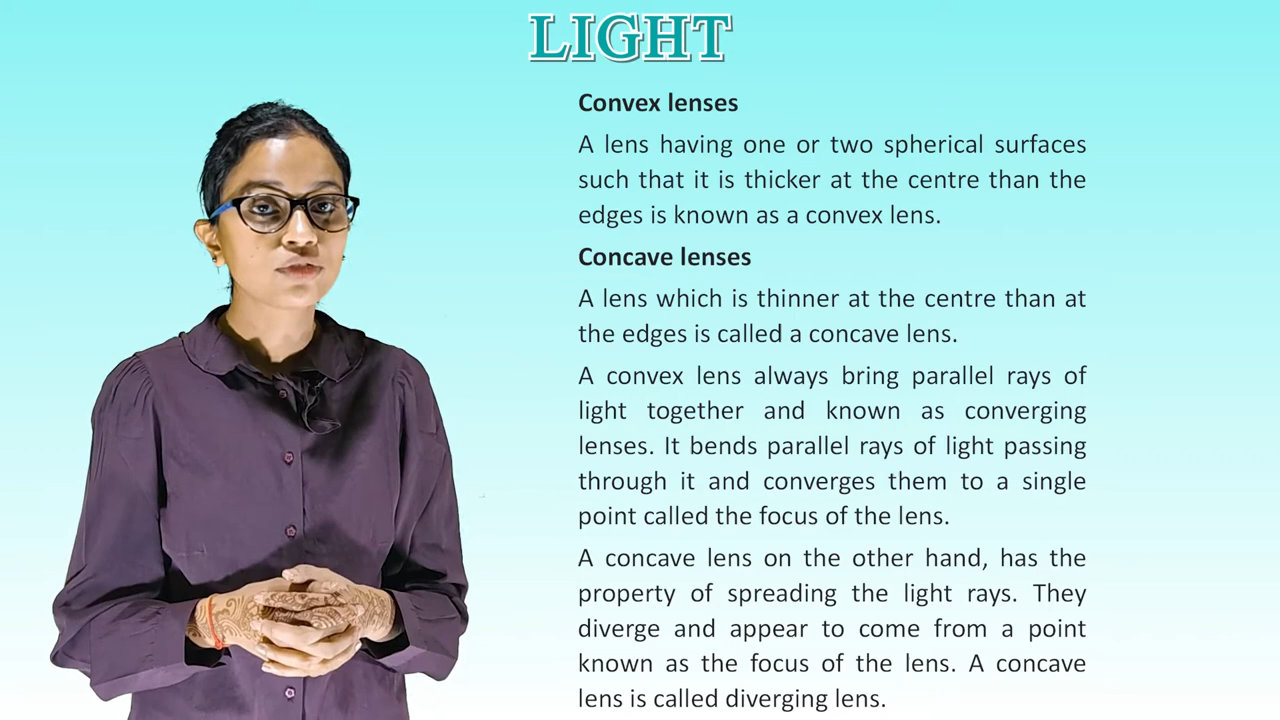 LIGHT
Convex lenses
A lens having one or two spherical surfaces
such that it is thicker at the centre than the
edges is known as a convex lens.
Concave lenses
A lens which is thinner at the centre than at
the edges is called a concave lens.
A convex lens always bring parallel rays of
light together and known as converging
lenses. It bends parallel rays of light passing
through it and converges them to a single
point called the focus of the lens.
A concave lens on the other hand, has the
property of spreading the light rays. They
diverge and appear to come from a point
known as the focus of the lens. A concave
lens is called diverging lens.